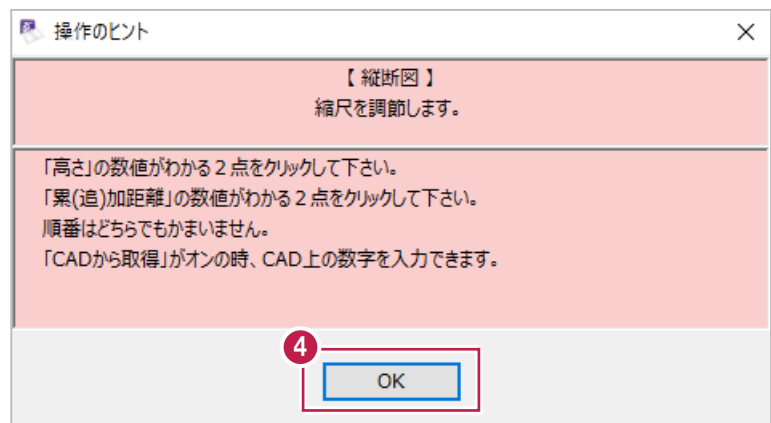 操作のヒント
【 縦断図 】
縮尺を調節します。
「高さ」の数値がわかる２点をクリックして下さい。
「累(追)加距離」の数値がわかる２点をクリックして下さい。
順番はどちらでもかまいません。
「CADから取得」がオンの時、CAD上の数字を入力できます。
4
OK